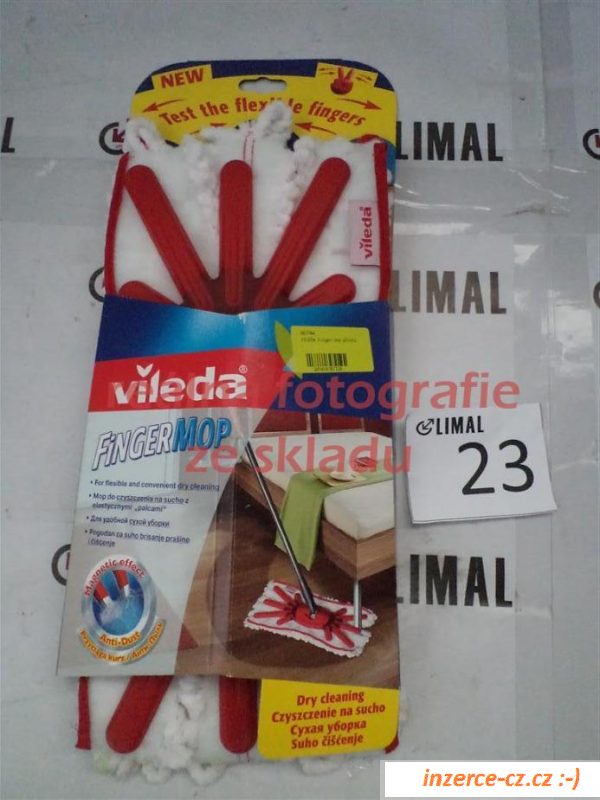 NEW
Test the flexible fingers
LIMAL
vileda
LIMAL
vileda
fotografie
ze skladu
FiNGERMOP
LIMAL
23
• For flexible and convenient dry cleaning
• Mop do czyszczenia na sucho z
elastycznymi „palcami”
• Для удобной сухой уборки
• Pogodan za suho brisanje prašine
i čišćenje
LIMAL
Magnetic effect
Anti-Dust
Dry cleaning
Czyszczenie na sucho
Сухая уборка
Suho čišćenje
LIMAL
LIMAL
inzerce-cz.cz :-)